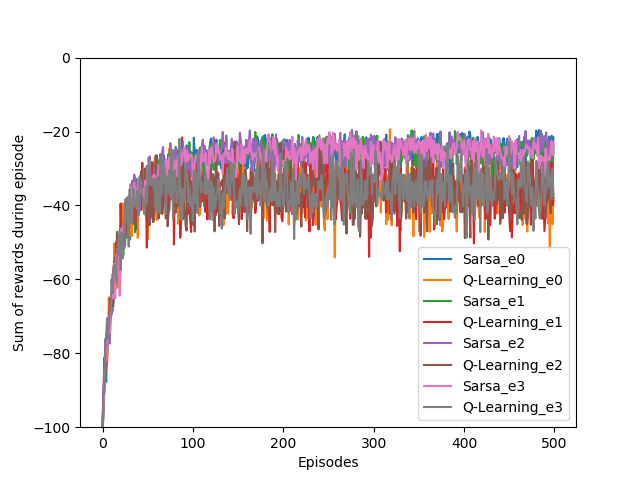 0
−20
−40
−60
−80
−100
Sum of rewards during episode
0
100
200
300
400
500
Episodes
Sarsa_e0
Q-Learning_e0
Sarsa_e1
Q-Learning_e1
Sarsa_e2
Q-Learning_e2
Sarsa_e3
Q-Learning_e3